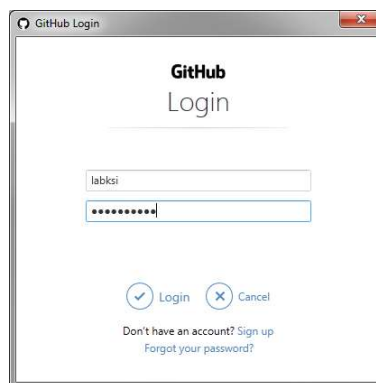 GitHub Login
GitHub
Login
labksi
••••••••••
Login Cancel
Don't have an account? Sign up
Forgot your password?